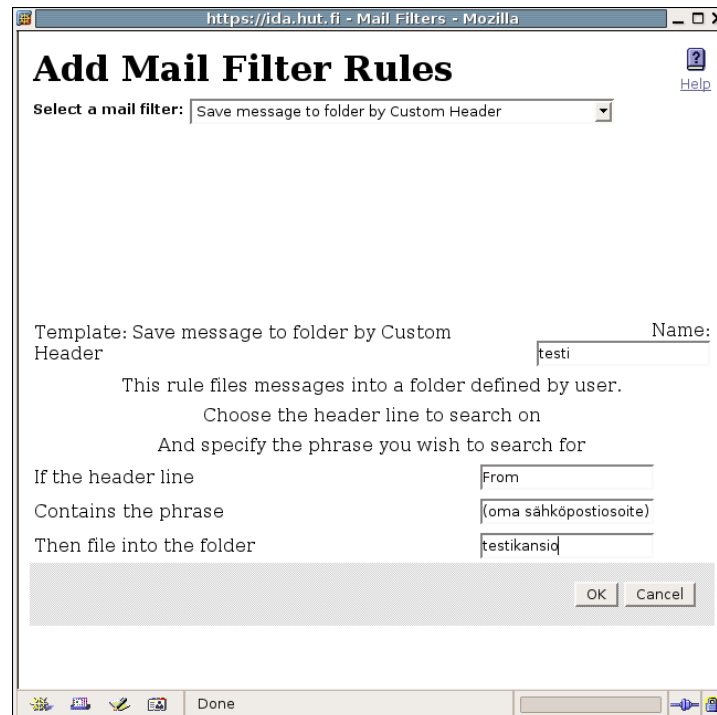 https://ida.hut.fi - Mail Filters - Mozilla
Add Mail Filter Rules
Help
Select a mail filter: Save message to folder by Custom Header
Template: Save message to folder by Custom
Header
Name:
testi
This rule files messages into a folder defined by user.
Choose the header line to search on
And specify the phrase you wish to search for
If the header line From
Contains the phrase (oma sähköpostiosoite)
Then file into the folder testikansio
OK Cancel
Done